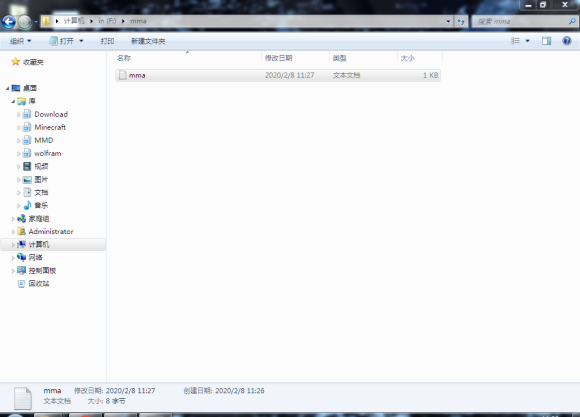 计算机 ▸ in (F:) ▸ mma
搜索 mma
组织 打开 打印 新建文件夹
名称 修改日期 类型 大小
mma 2020/2/8 11:27 文本文档 1 KB
收藏夹
桌面
库
Download
Minecraft
MMD
wolfram
视频
图片
文档
音乐
家庭组
Administrator
计算机
网络
控制面板
回收站
mma 修改日期: 2020/2/8 11:27 创建日期: 2020/2/8 11:26
文本文档 大小: 8 字节